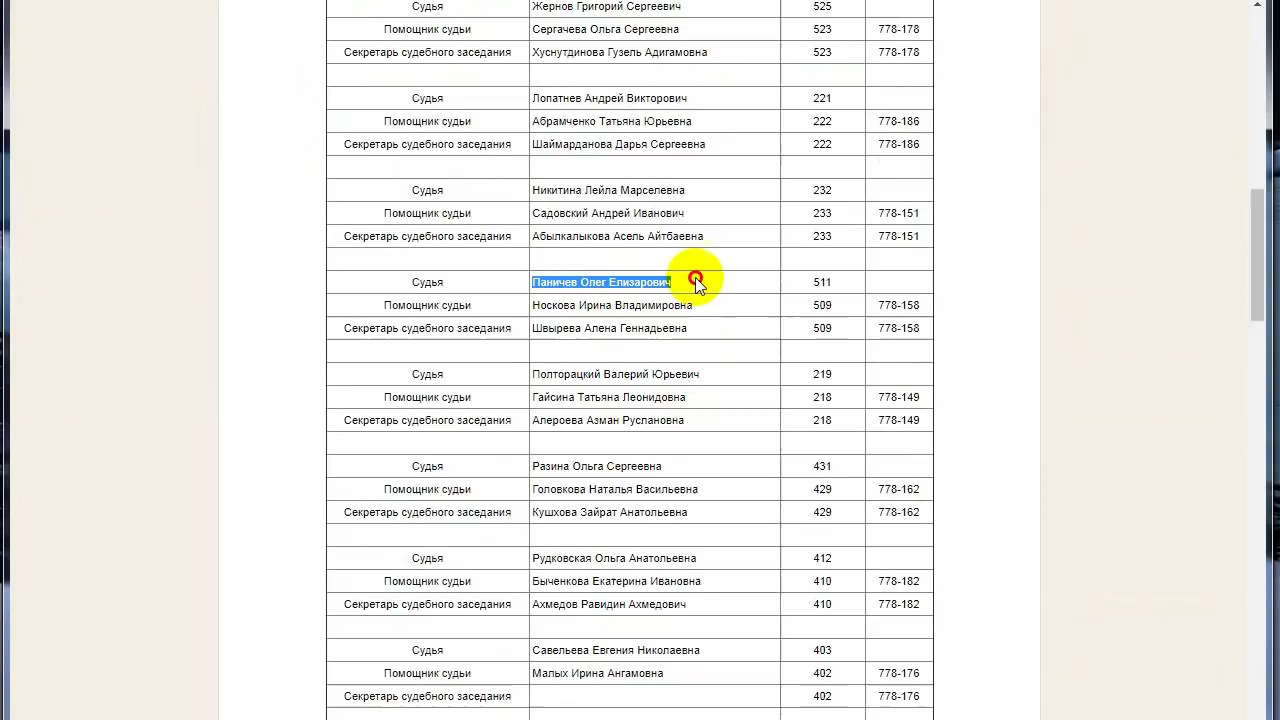 Судья Жернов Григорий Сергеевич 525
Помощник судьи Сергачева Ольга Сергеевна 523 778-178
Секретарь судебного заседания Хуснутдинова Гузель Адигамовна 523 778-178
Судья Лопатнев Андрей Викторович 221
Помощник судьи Абрамченко Татьяна Юрьевна 222 778-186
Секретарь судебного заседания Шаймарданова Дарья Сергеевна 222 778-186
Судья Никитина Лейла Марселевна 232
Помощник судьи Садовский Андрей Иванович 233 778-151
Секретарь судебного заседания Абылкалыкова Асель Айтбаевна 233 778-151
Судья Паничев Олег Елизарович 511
Помощник судьи Носкова Ирина Владимировна 509 778-158
Секретарь судебного заседания Швырева Алена Геннадьевна 509 778-158
Судья Полторацкий Валерий Юрьевич 219
Помощник судьи Гайсина Татьяна Леонидовна 218 778-149
Секретарь судебного заседания Алероева Азман Руслановна 218 778-149
Судья Разина Ольга Сергеевна 431
Помощник судьи Головкова Наталья Васильевна 429 778-162
Секретарь судебного заседания Кушхова Зайрат Анатольевна 429 778-162
Судья Рудковская Ольга Анатольевна 412
Помощник судьи Быченкова Екатерина Ивановна 410 778-182
Секретарь судебного заседания Ахмедов Равидин Ахмедович 410 778-182
Судья Савельева Евгения Николаевна 403
Помощник судьи Малых Ирина Ангамовна 402 778-176
Секретарь судебного заседания 402 778-176